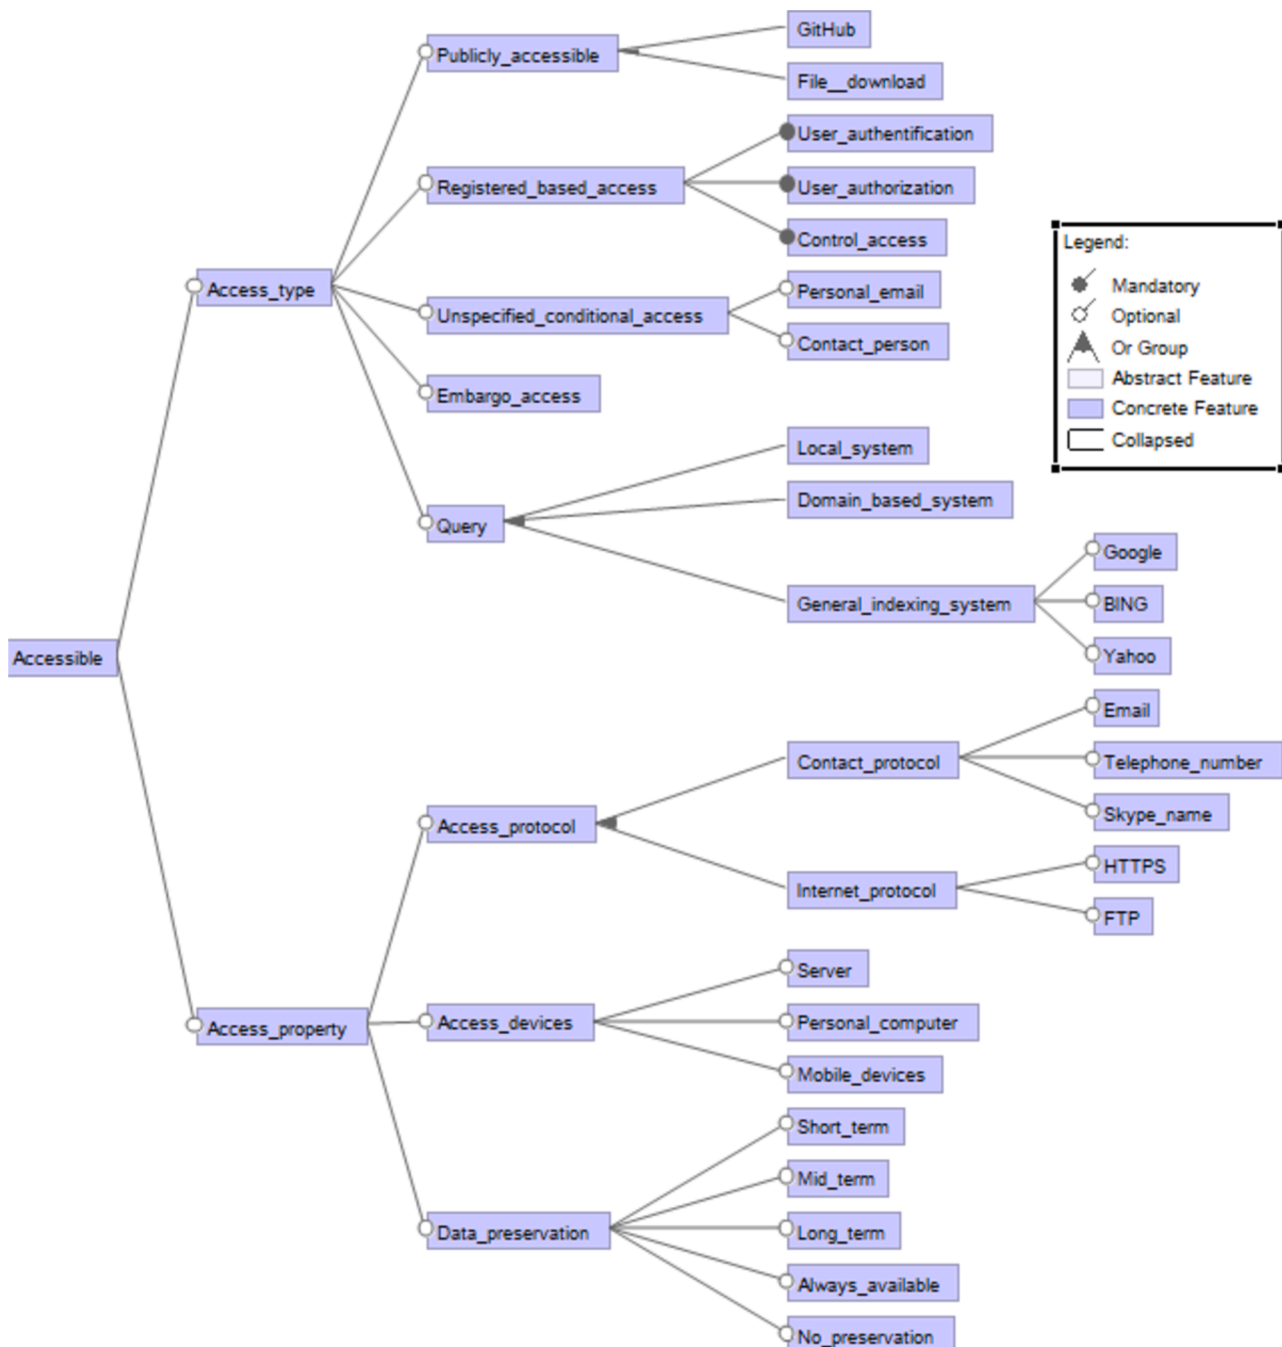 GitHub
Publicly_accessible
File__download
User_authentification
Registered_based_access
User_authorization
Control_access
Legend:
Access_type
Personal_email
Mandatory
Unspecified_conditional_access
Optional
Contact_person
Or Group
Abstract Feature
Embargo_access
Concrete Feature
Local_system
Collapsed
Domain_based_system
Query
Google
General_indexing_system
BING
Accessible
Yahoo
Email
Contact_protocol
Telephone_number
Access_protocol
Skype_name
HTTPS
Internet_protocol
FTP
Server
Access_property
Access_devices
Personal_computer
Mobile_devices
Short_term
Mid_term
Data_preservation
Long_term
Always_available
No_preservation